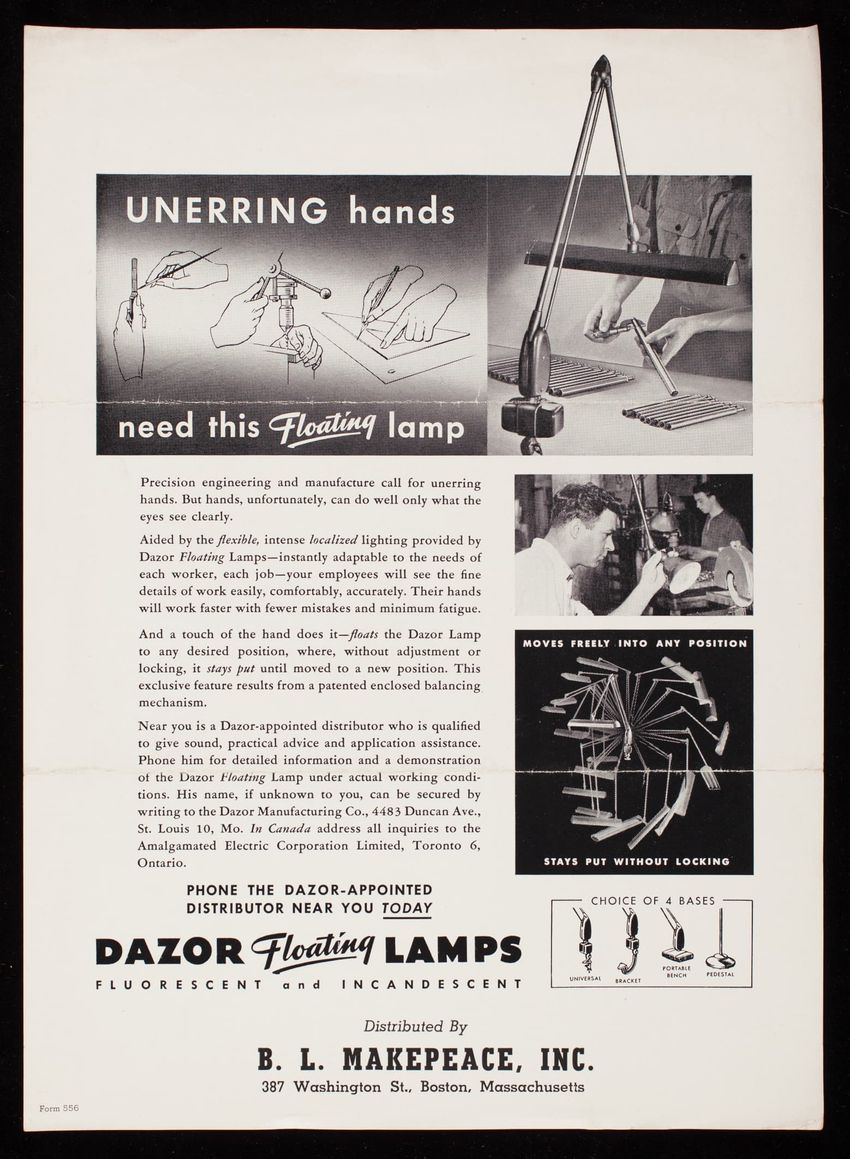 UNERRING hands
need this Floating lamp
Precision engineering and manufacture call for unerring
hands. But hands, unfortunately, can do well only what the
eyes see clearly.
Aided by the flexible, intense localized lighting provided by
Dazor Floating Lamps—instantly adaptable to the needs of
each worker, each job—your employees will see the fine
details of work easily, comfortably, accurately. Their hands
will work faster with fewer mistakes and minimum fatigue.
And a touch of the hand does it—floats the Dazor Lamp
to any desired position, where, without adjustment or
locking, it stays put until moved to a new position. This
exclusive feature results from a patented enclosed balancing
mechanism.
Near you is a Dazor-appointed distributor who is qualified
to give sound, practical advice and application assistance.
Phone him for detailed information and a demonstration
of the Dazor Floating Lamp under actual working condi-
tions. His name, if unknown to you, can be secured by
writing to the Dazor Manufacturing Co., 4483 Duncan Ave.,
St. Louis 10, Mo. In Canada address all inquiries to the
Amalgamated Electric Corporation Limited, Toronto 6,
Ontario.
MOVES FREELY INTO ANY POSITION
STAYS PUT WITHOUT LOCKING
PHONE THE DAZOR-APPOINTED
DISTRIBUTOR NEAR YOU TODAY
DAZOR Floating LAMPS
FLUORESCENT and INCANDESCENT
CHOICE OF 4 BASES
UNIVERSAL
BRACKET
PORTABLE
BENCH
PEDESTAL
Distributed By
B. L. MAKEPEACE, INC.
387 Washington St., Boston, Massachusetts
Form 556